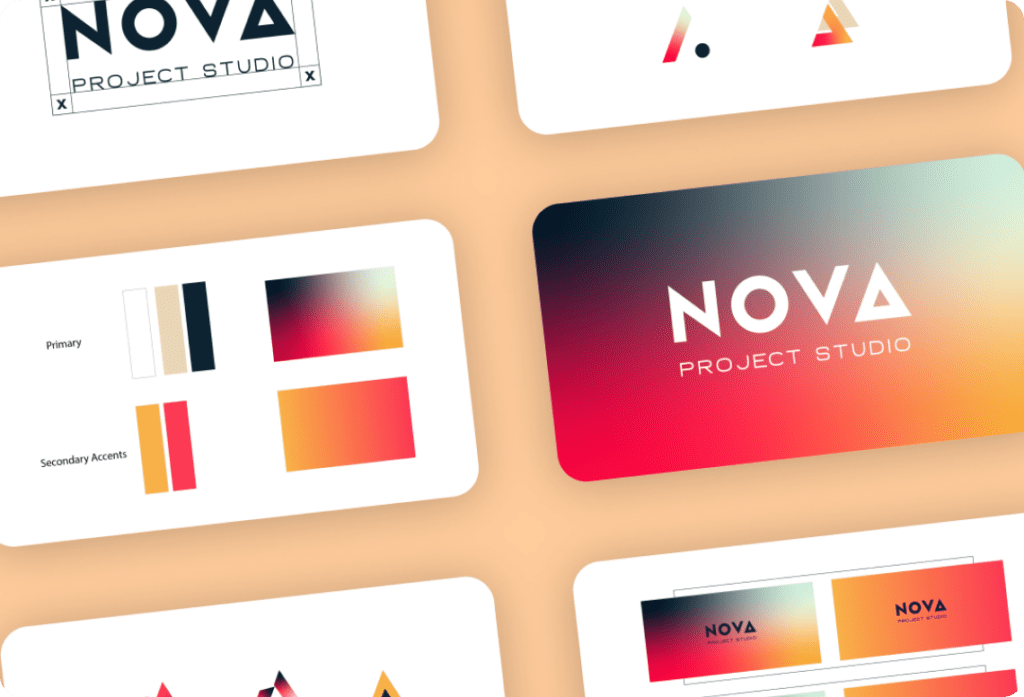 NOVA
PROJECT STUDIO
X
X
NOVA
PROJECT STUDIO
Primary
Secondary Accents
NOVA
PROJECT STUDIO
NOVA
PROJECT STUDIO